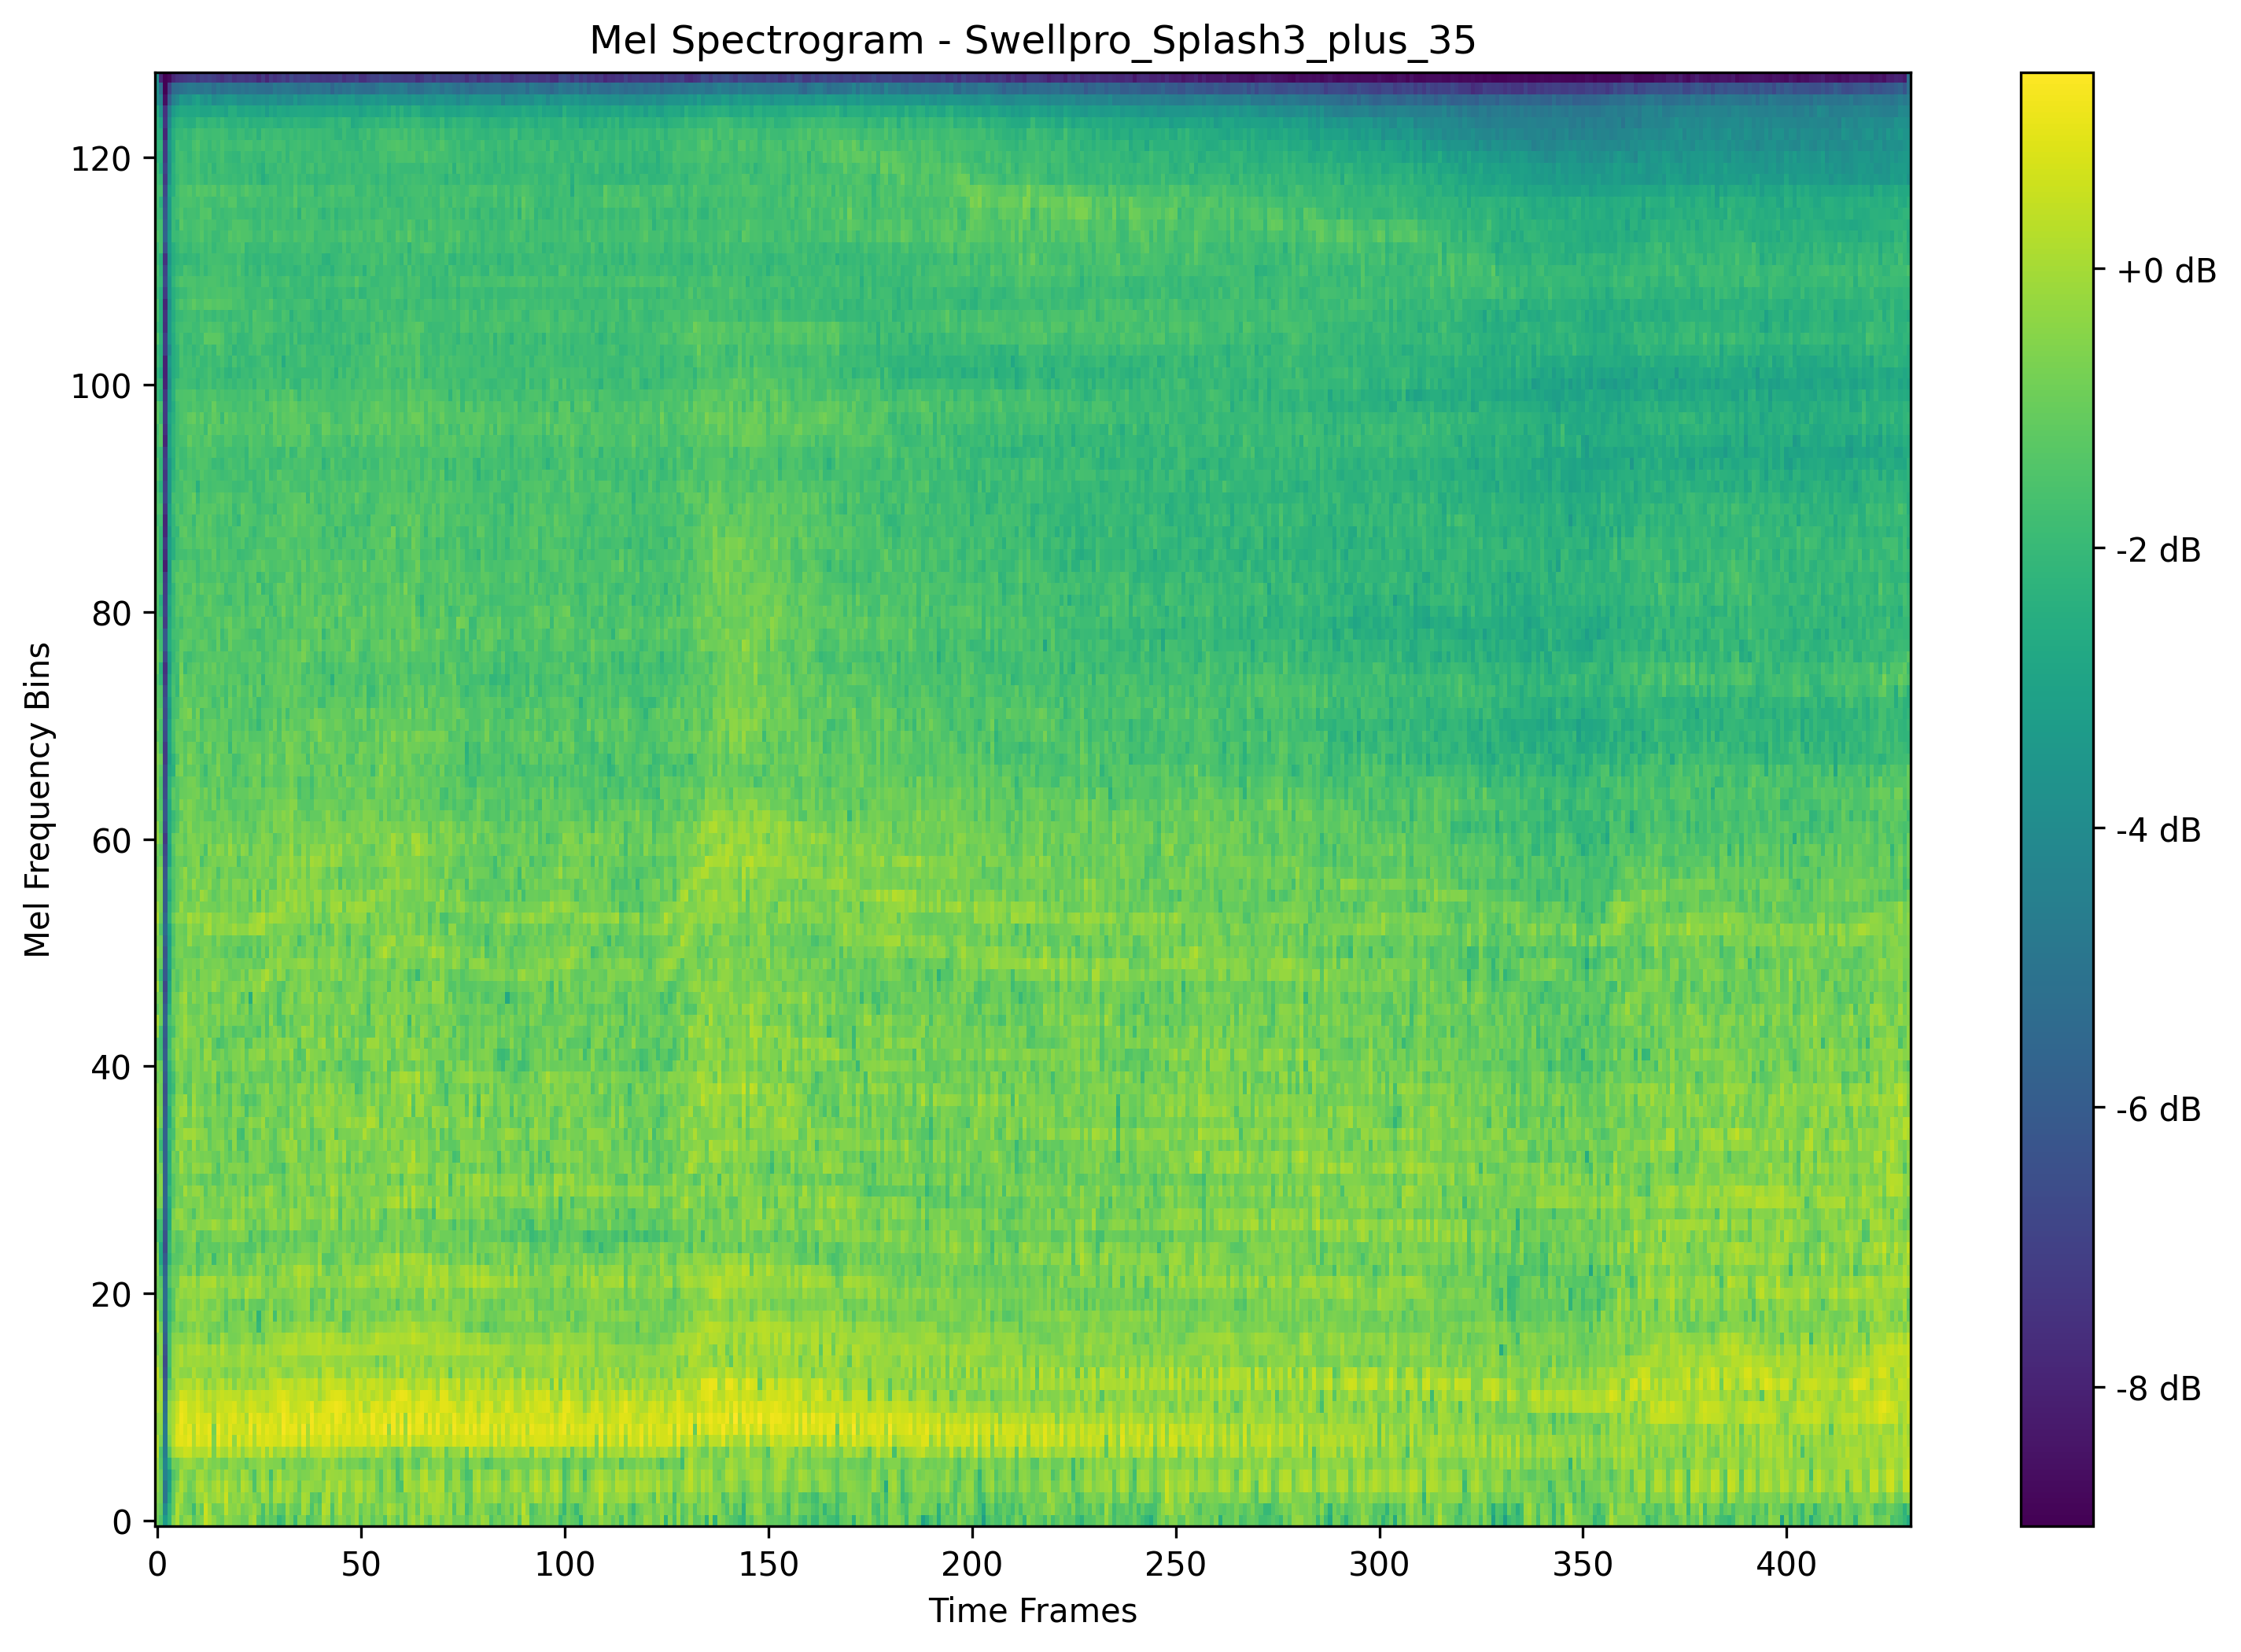 Mel Spectrogram - Swellpro_Splash3_plus_35
Mel Frequency Bins
120
100
80
60
40
20
0
0 50 100 150 200 250 300 350 400
Time Frames
+0 dB
-2 dB
-4 dB
-6 dB
-8 dB